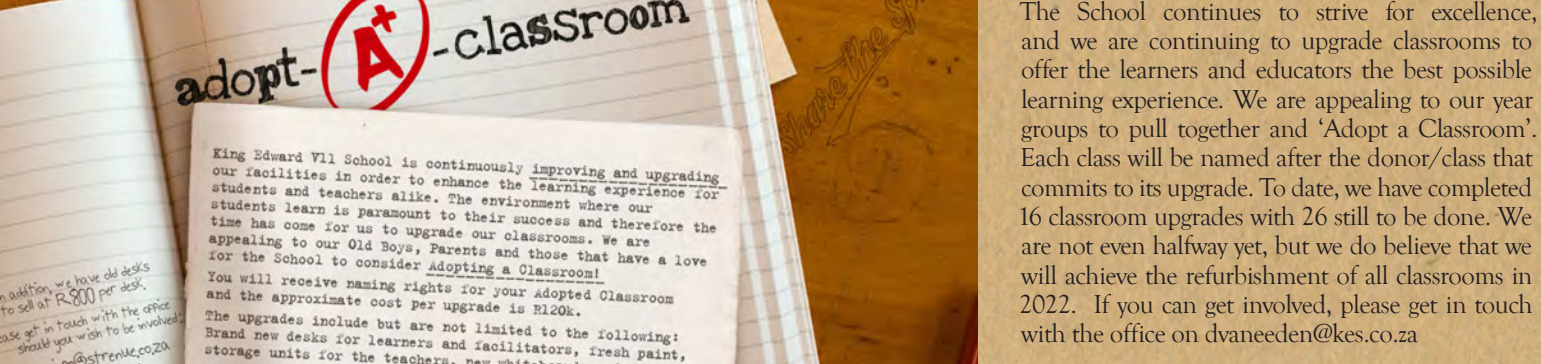 adopt-A+-classroom
King Edward V11 School is continuously improving and upgrading
our facilities in order to enhance the learning experience for
students and teachers alike. The environment where our
students learn is paramount to their success and therefore the
time has come for us to upgrade our classrooms. We are
appealing to our Old Boys, Parents and those that have a love
for the School to consider Adopting a Classroom!
You will receive naming rights for your Adopted Classroom
and the approximate cost per upgrade is R120k.
The upgrades include but are not limited to the following:
Brand new desks for learners and facilitators, fresh paint,
storage units for the teachers, new
addition, we have old desks
to sell at R800 per desk,
get in touch with the office
should you wish to be involved:
@strenue.co.za
Share the
The School continues to strive for excellence,
and we are continuing to upgrade classrooms to
offer the learners and educators the best possible
learning experience. We are appealing to our year
groups to pull together and ‘Adopt a Classroom’.
Each class will be named after the donor/class that
commits to its upgrade. To date, we have completed
16 classroom upgrades with 26 still to be done. We
are not even halfway yet, but we do believe that we
will achieve the refurbishment of all classrooms in
2022. If you can get involved, please get in touch
with the office on dvaneeden@kes.co.za